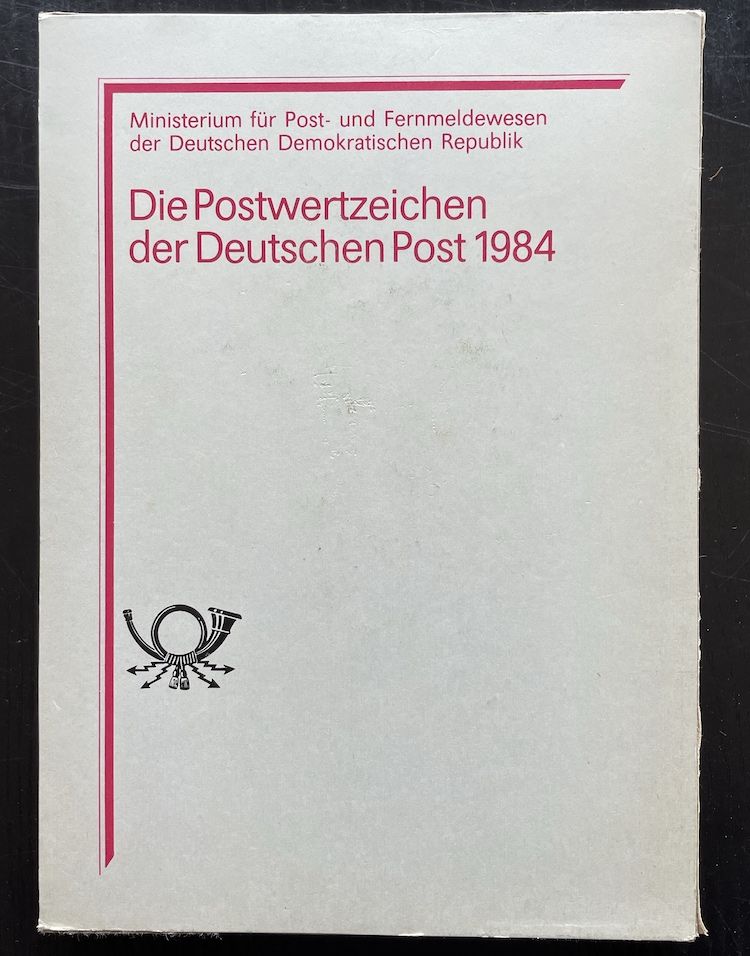 Ministerium für Post- und Fernmeldewesen
der Deutschen Demokratischen Republik
Die Postwertzeichen
der Deutschen Post 1984